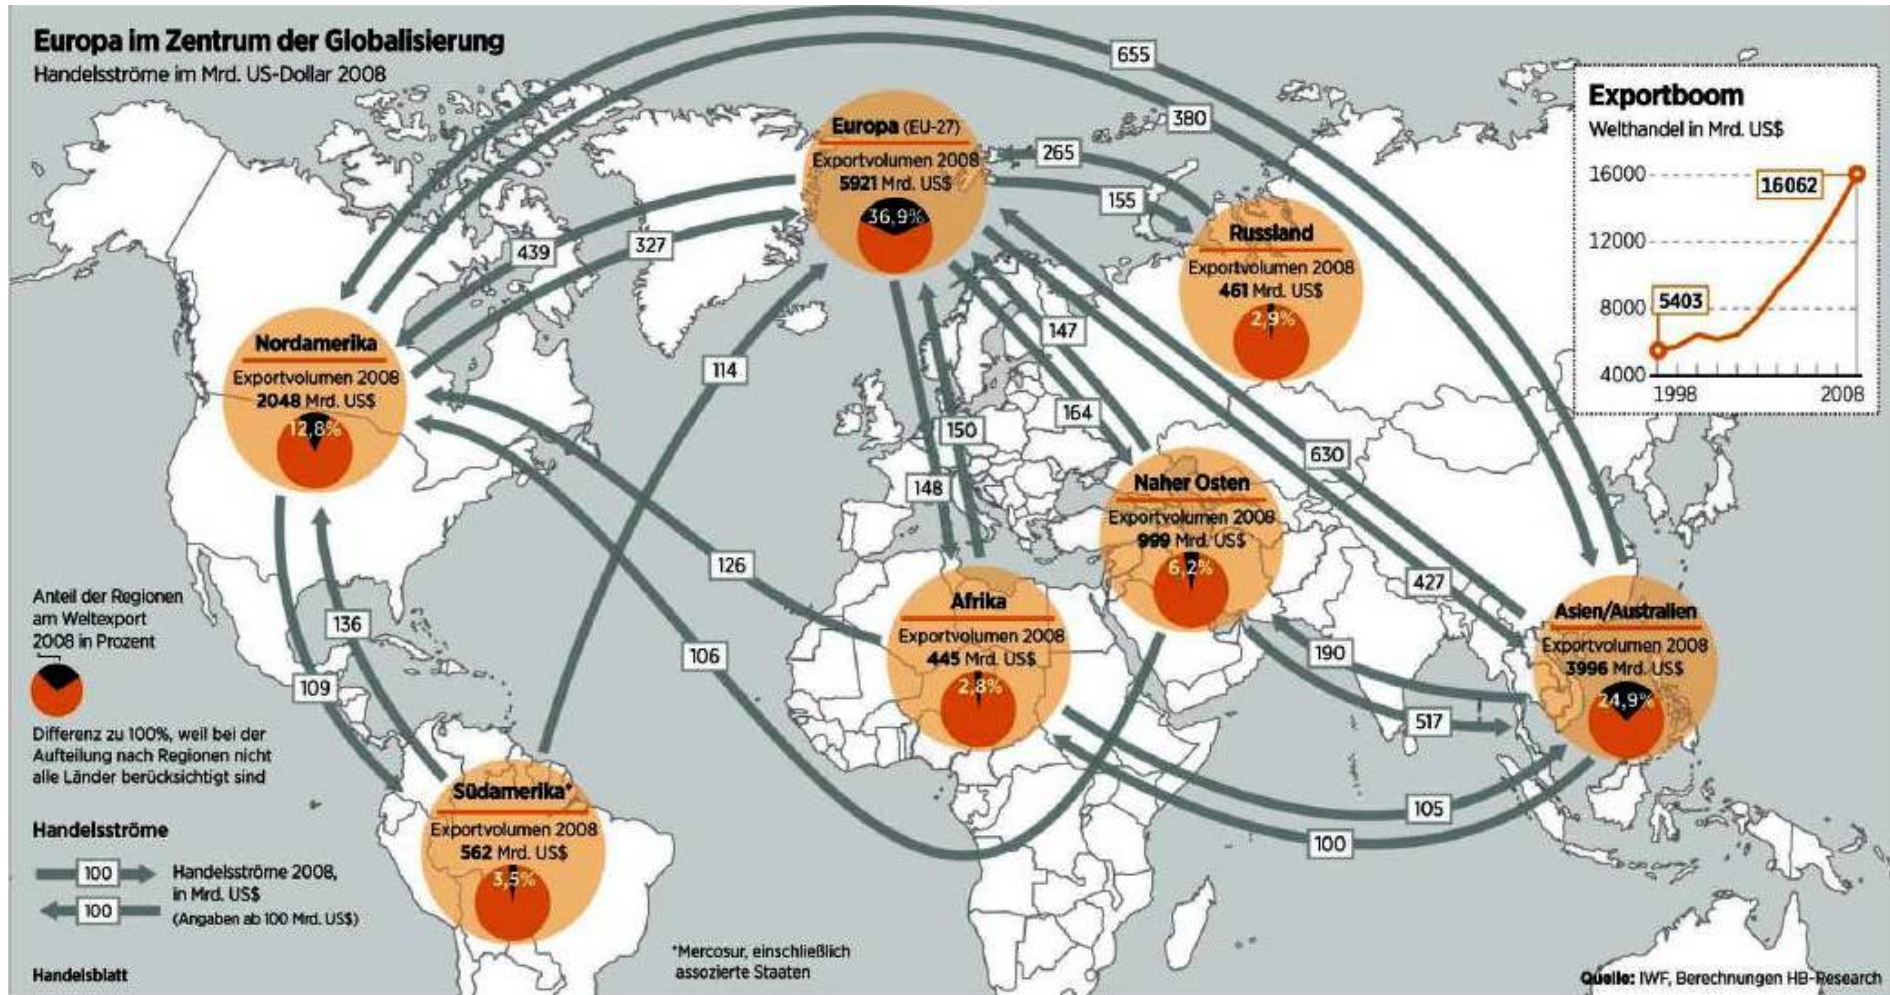 Europa im Zentrum der Globalisierung
Handelsströme im Mrd. US-Dollar 2008
655
380
Europa (EU-27)
Exportvolumen 2008
5921 Mrd. US$
36,9%
265
155
439
327
Russland
Exportvolumen 2008
461 Mrd. US$
2,9%
Exportboom
Welthandel in Mrd. US$
16000
16062
12000
5403
8000
4000
1998
2008
Nordamerika
Exportvolumen 2008
2048 Mrd. US$
12,8%
114
147
164
150
148
630
427
Naher Osten
Exportvolumen 2008
999 Mrd. US$
6,2%
126
106
Afrika
Exportvolumen 2008
445 Mrd. US$
2,8%
Asien/Australien
Exportvolumen 2008
3996 Mrd. US$
24,9%
190
517
105
100
136
109
Südamerika*
Exportvolumen 2008
562 Mrd. US$
3,5%
Anteil der Regionen
am Weltexport
2008 in Prozent
Differenz zu 100%, weil bei der
Aufteilung nach Regionen nicht
alle Länder berücksichtigt sind
Handelsströme
100
100
Handelsströme 2008,
in Mrd. US$
(Angaben ab 100 Mrd. US$)
*Mercosur, einschließlich
assozierte Staaten
Handelsblatt
Quelle: IWF, Berechnungen HB-Research